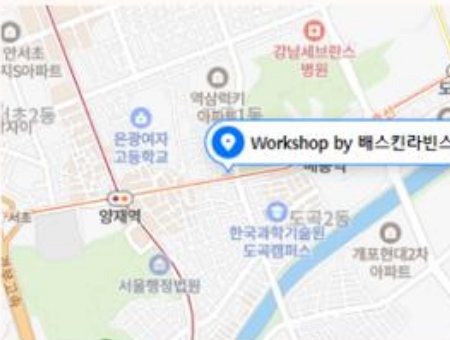 안서초
지S아파트
강남세브란스
병원
역삼럭키
아파트
은광여자
고등학교
Workshop by 배스킨라빈스
양재역
서초
도곡2동
한국과학기술원
도곡캠퍼스
개포현대2차
아파트
서울행정법원